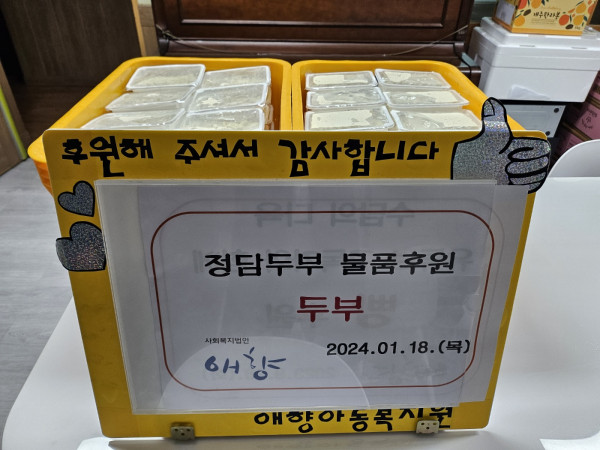 후원해 주셔서 감사합니다
정담두부 물품후원
두부
사회복지법인
애향
2024.01.18.(목)
애향아동복지원